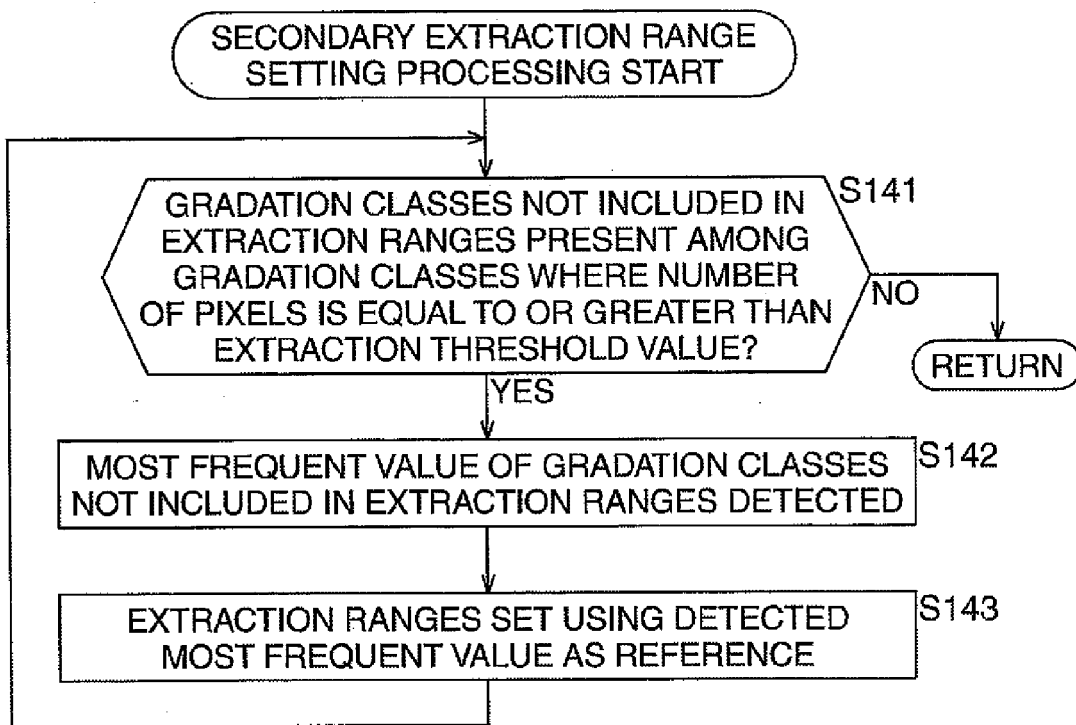 SECONDARY EXTRACTION RANGE
SETTING PROCESSING START
S141
GRADATION CLASSES NOT INCLUDED IN
EXTRACTION RANGES PRESENT AMONG
GRADATION CLASSES WHERE NUMBER
OF PIXELS IS EQUAL TO OR GREATER THAN
EXTRACTION THRESHOLD VALUE?
NO
RETURN
YES
S142
MOST FREQUENT VALUE OF GRADATION CLASSES
NOT INCLUDED IN EXTRACTION RANGES DETECTED
S143
EXTRACTION RANGES SET USING DETECTED
MOST FREQUENT VALUE AS REFERENCE